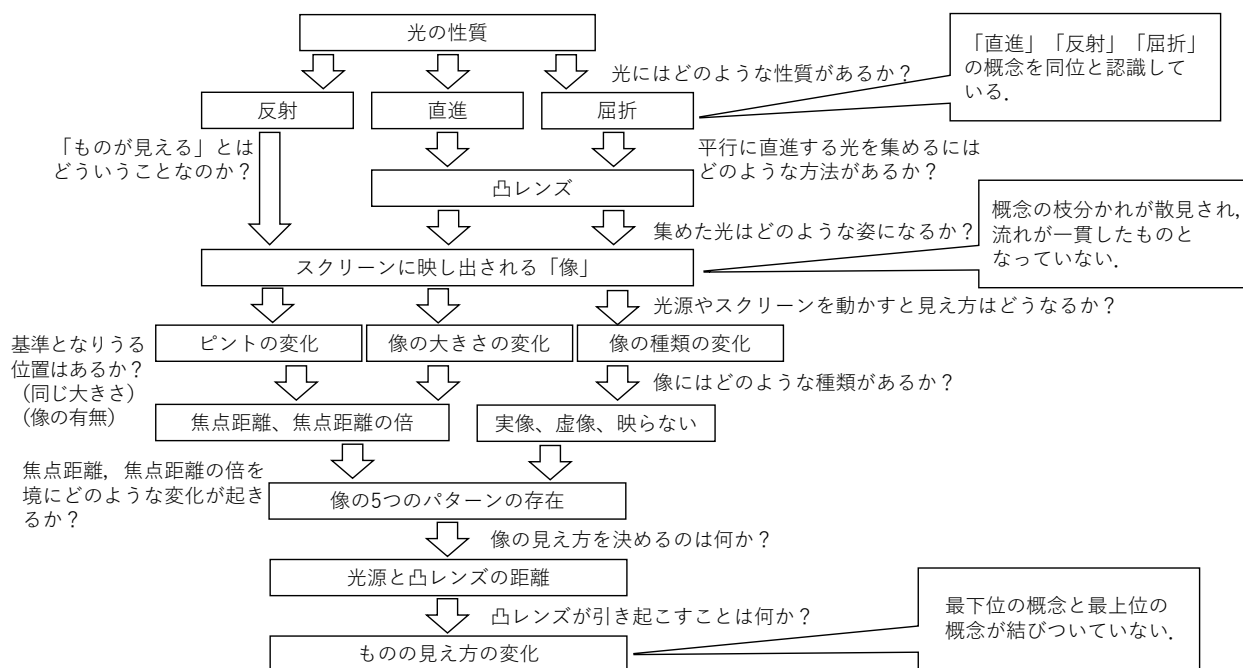 光の性質
「直進」「反射」「屈折」
の概念を同位と認識して
いる．
光にはどのような性質があるか？
反射
直進
屈折
「ものが見える」とは
どういうことなのか？
平行に直進する光を集めるには
どのような方法があるか？
凸レンズ
概念の枝分かれが散見され，
流れが一貫したものと
なっていない．
集めた光はどのような姿になるか？
スクリーンに映し出される「像」
光源やスクリーンを動かすと見え方はどうなるか？
基準となりうる
位置はあるか？
（同じ大きさ）
（像の有無）
ピントの変化
像の大きさの変化
像の種類の変化
像にはどのような種類があるか？
焦点距離、焦点距離の倍
実像、虚像、映らない
焦点距離，焦点距離の倍を
境にどのような変化が起き
るか？
像の5つのパターンの存在
像の見え方を決めるのは何か？
光源と凸レンズの距離
凸レンズが引き起こすことは何か？
最下位の概念と最上位の
概念が結びついていない．
ものの見え方の変化